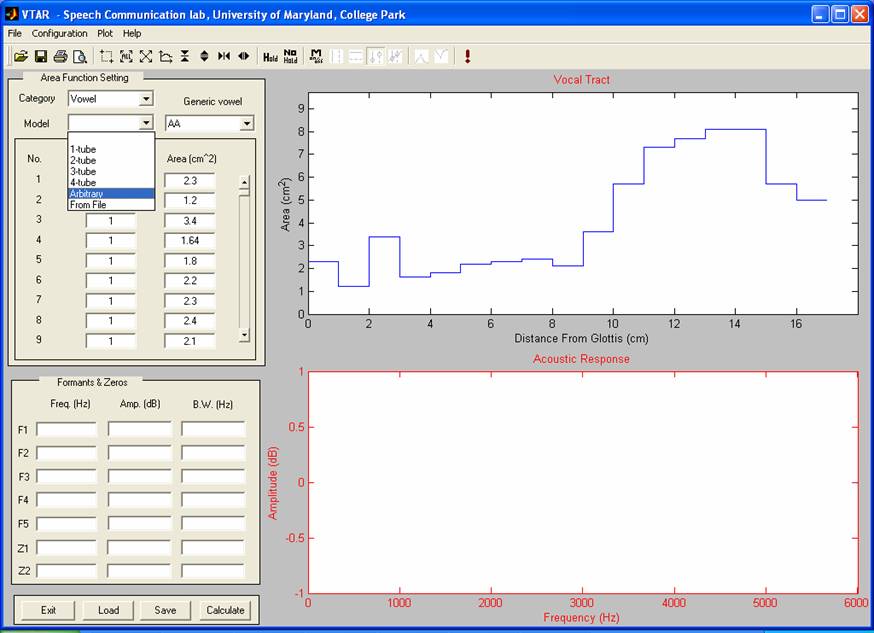 VTAR - Speech Communication lab, University of Maryland, College Park
File Configuration Plot Help
Hold No Hold
Area Function Setting
Category Vowel Generic vowel
Model AA
1-tube
2-tube
3-tube
4-tube
Arbitrary
From File
No. Area (cm^2)
1 2.3
2 1.2
3 1 3.4
4 1 1.64
5 1 1.8
6 1 2.2
7 1 2.3
8 1 2.4
9 1 2.1
Formants & Zeros
Freq. (Hz) Amp. (dB) B.W. (Hz)
F1
F2
F3
F4
F5
Z1
Z2
Exit Load Save Calculate
Vocal Tract
Area (cm2)
9
8
7
6
5
4
3
2
1
0
0 2 4 6 8 10 12 14 16
Distance From Glottis (cm)
Acoustic Response
Amplitude (dB)
1
0.5
0
-0.5
-1
0 1000 2000 3000 4000 5000 6000
Frequency (Hz)